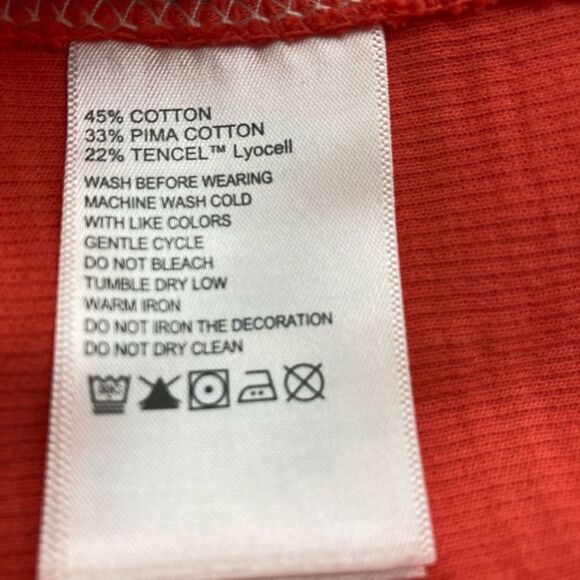 45% COTTON
33% PIMA COTTON
22% TENCEL™ Lyocell
WASH BEFORE WEARING
MACHINE WASH COLD
WITH LIKE COLORS
GENTLE CYCLE
DO NOT BLEACH
TUMBLE DRY LOW
WARM IRON
DO NOT IRON THE DECORATION
DO NOT DRY CLEAN